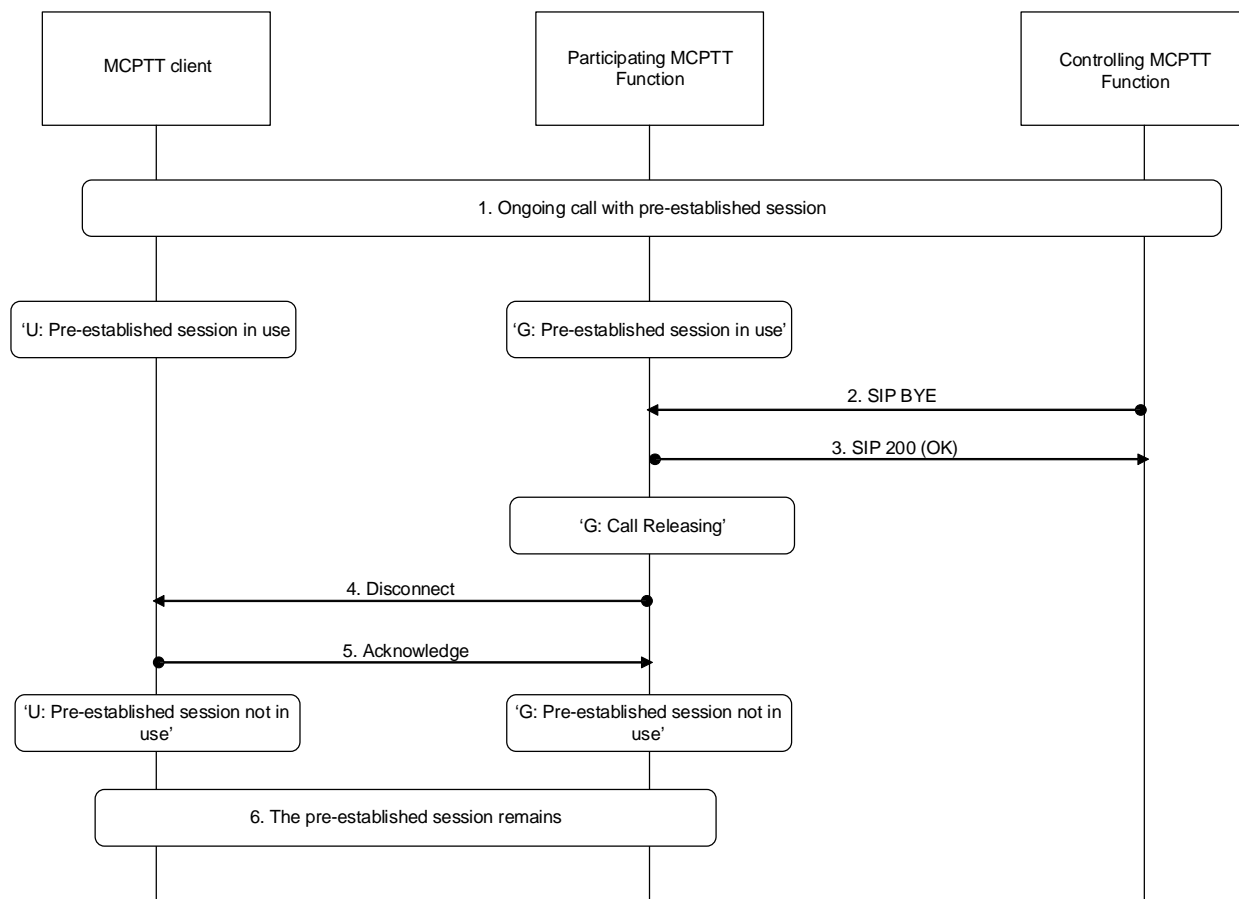 MCPTT client
Participating MCPTT
Function
Controlling MCPTT
Function
1. Ongoing call with pre-established session
‘U: Pre-established session in use
‘G: Pre-established session in use’
2. SIP BYE
3. SIP 200 (OK)
‘G: Call Releasing’
4. Disconnect
5. Acknowledge
‘U: Pre-established session not in
use’
‘G: Pre-established session not in
use’
6. The pre-established session remains